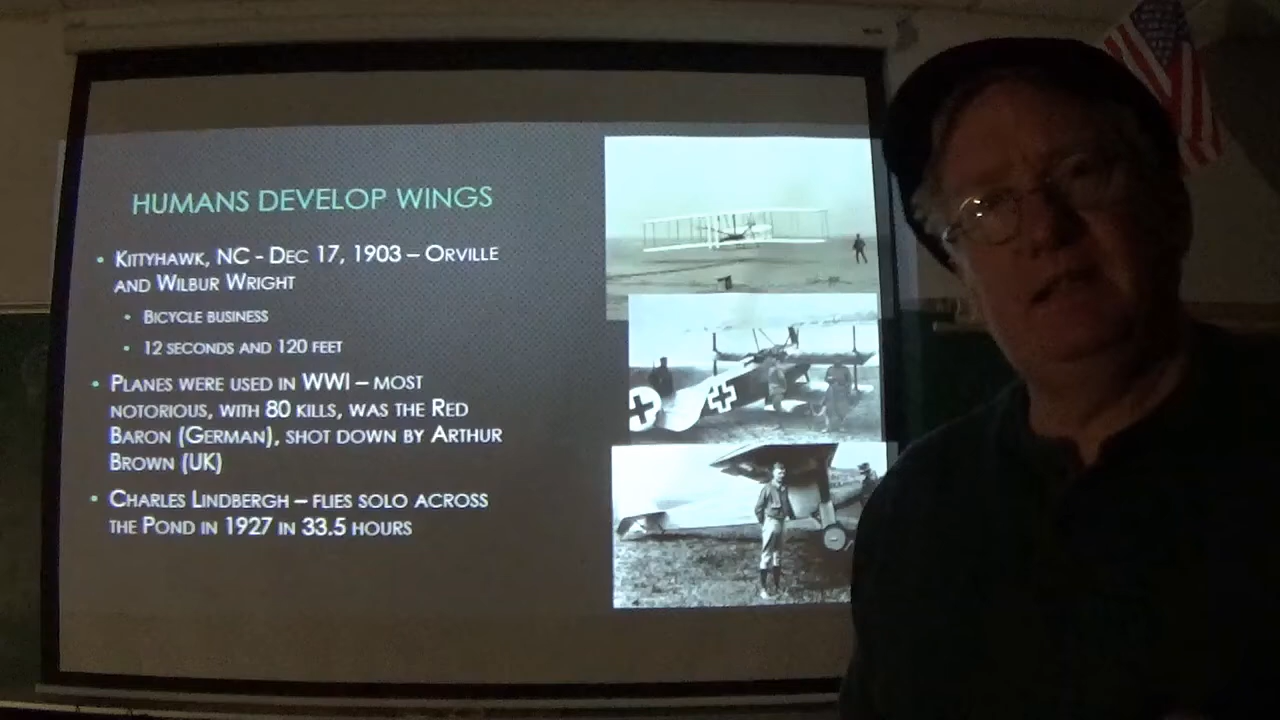 HUMANS DEVELOP WINGS
KITTYHAWK, NC - DEC 17, 1903 – ORVILLE
AND WILBUR WRIGHT
BICYCLE BUSINESS
12 SECONDS AND 120 FEET
PLANES WERE USED IN WWI – MOST
NOTORIOUS, WITH 80 KILLS, WAS THE RED
BARON (GERMAN), SHOT DOWN BY ARTHUR
BROWN (UK)
CHARLES LINDBERGH – FLIES SOLO ACROSS
THE POND IN 1927 IN 33.5 HOURS